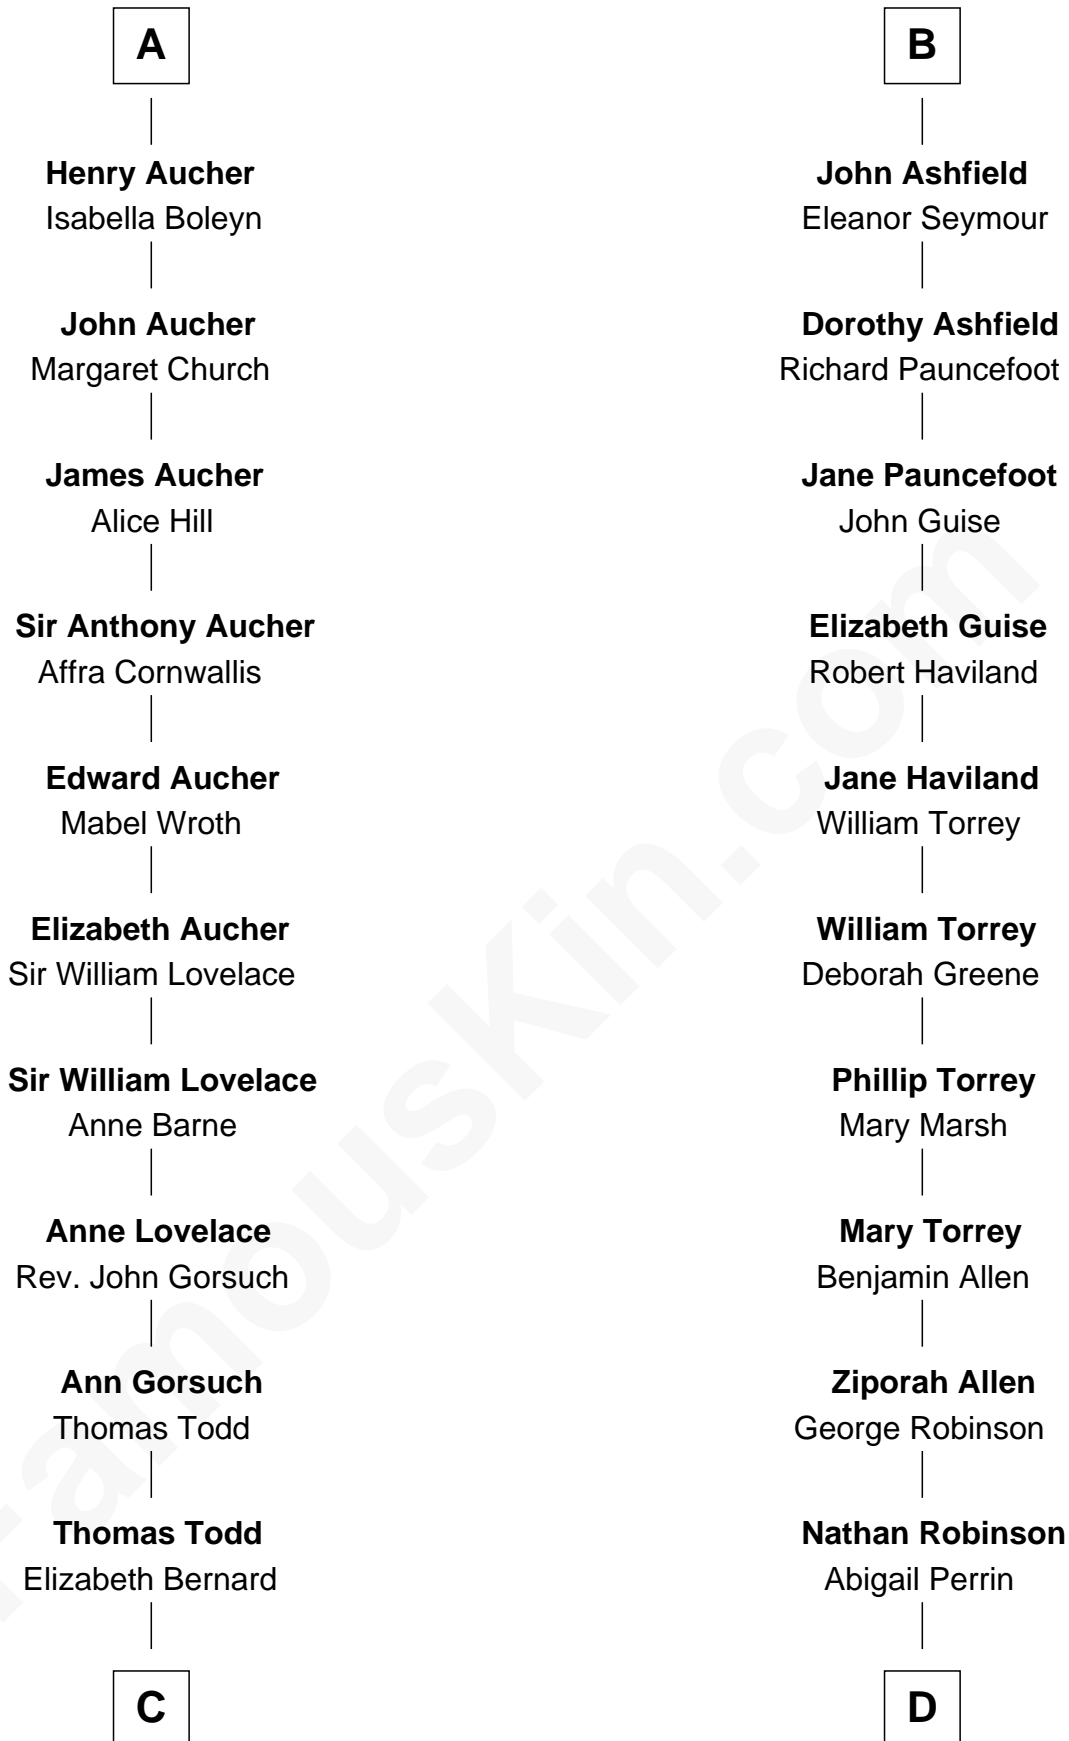 A
Henry Aucher
Isabella Boleyn
John Aucher
Margaret Church
James Aucher
Alice Hill
Sir Anthony Aucher
Affra Cornwallis
Edward Aucher
Mabel Wroth
Elizabeth Aucher
Sir William Lovelace
Sir William Lovelace
Anne Barne
Anne Lovelace
Rev. John Gorsuch
Ann Gorsuch
Thomas Todd
Thomas Todd
Elizabeth Bernard
C
B
John Ashfield
Eleanor Seymour
Dorothy Ashfield
Richard Pauncefoot
Jane Pauncefoot
John Guise
Elizabeth Guise
Robert Haviland
Jane Haviland
William Torrey
William Torrey
Deborah Greene
Phillip Torrey
Mary Marsh
Mary Torrey
Benjamin Allen
Ziporah Allen
George Robinson
Nathan Robinson
Abigail Perrin
D
FamousKin.com